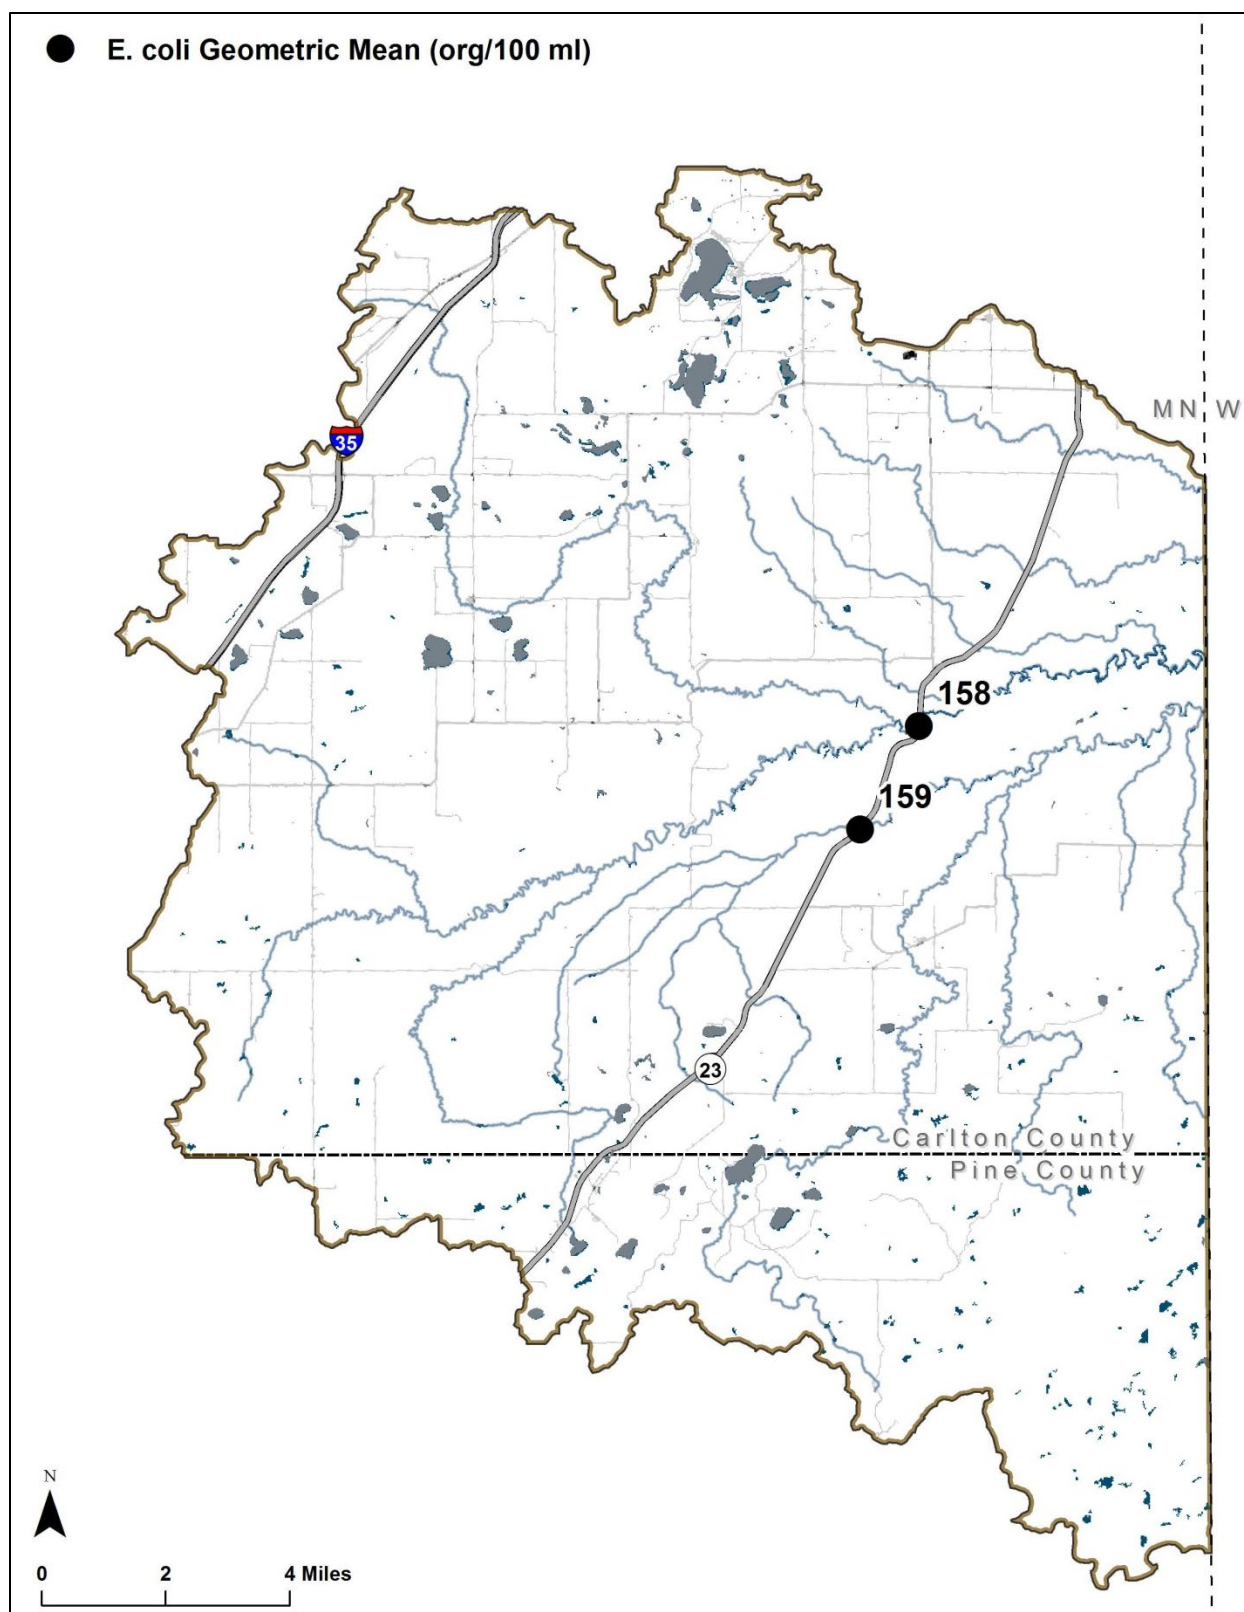 E. coli Geometric Mean (org/100 ml)
MN W
35
158
159
23
Carlton County
Pine County
N
0 2 4 Miles